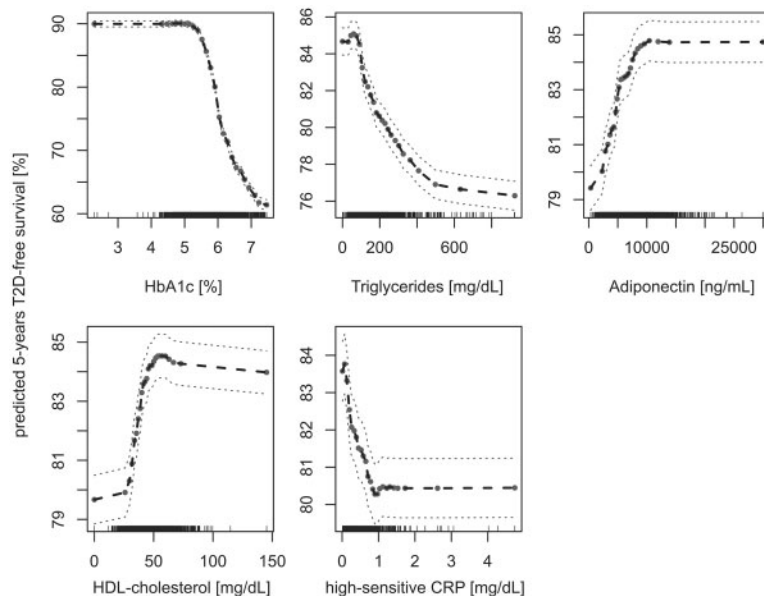 predicted 5-years T2D-free survival [%]
90
80
70
60
3 4 5 6 7
HbA1c [%]
84
82
80
78
76
0 200 600
Triglycerides [mg/dL]
85
83
81
79
0 10000 25000
Adiponectin [ng/mL]
85
83
81
79
0 50 100 150
HDL-cholesterol [mg/dL]
84
83
82
81
80
0 1 2 3 4
high-sensitive CRP [mg/dL]